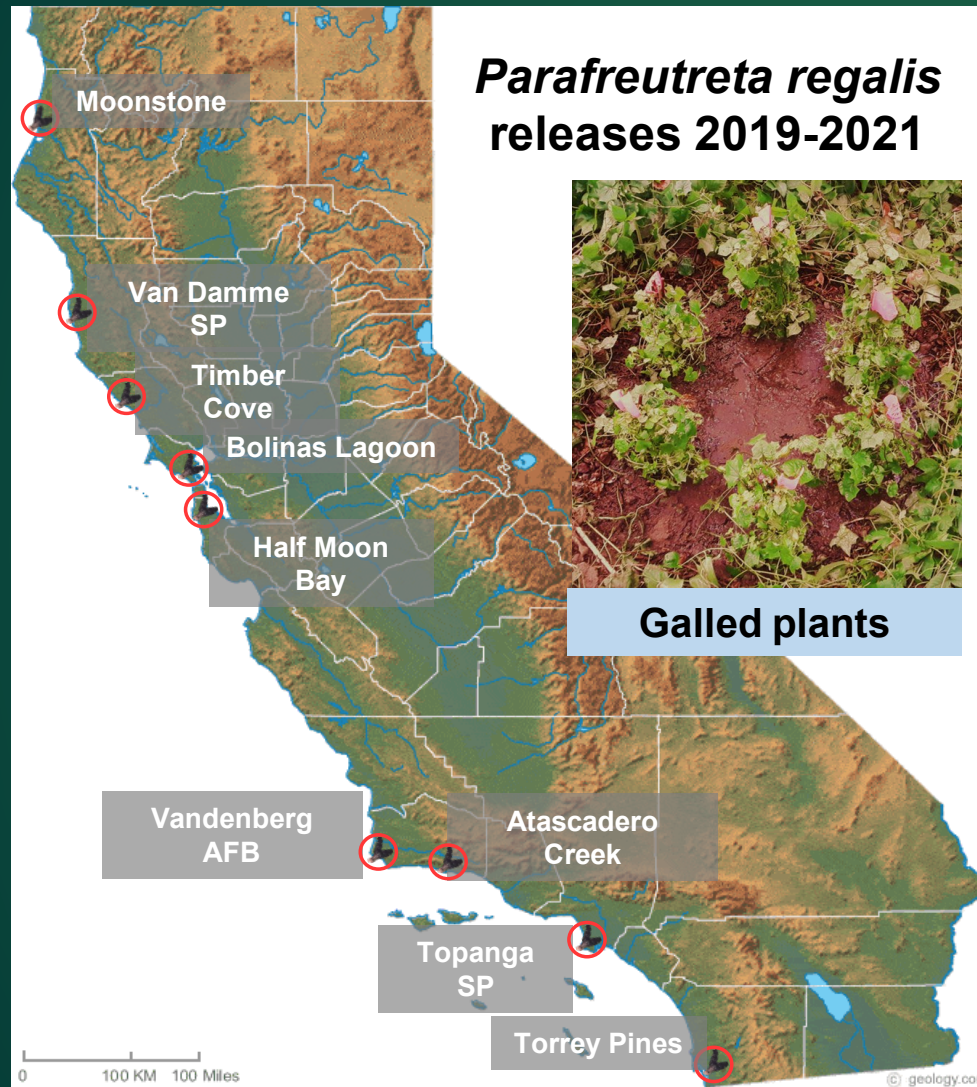 Parafreutreta regalis
releases 2019-2021
Moonstone
Van Damme
SP
Timber
Cove
Bolinas Lagoon
Half Moon
Bay
Galled plants
Vandenberg
AFB
Atascadero
Creek
Topanga
SP
Torrey Pines
0 100 KM 100 Miles
© geology.co